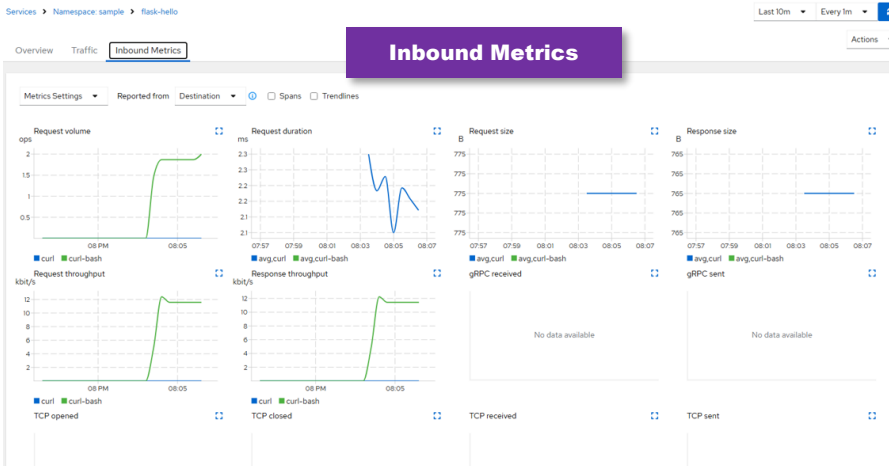 Services > Namespace: sample > flask-hello
Last 10m Every 1m
Actions
Overview Traffic Inbound Metrics
Inbound Metrics
Metrics Settings Reported from Destination Spans Trendlines
Request volume
ops
2
1.5
1
0.5
08 PM 08:05
curl curl-bash
Request duration
ms
2.3
2.3
2.2
2.2
2.1
2.1
07:57 07:59 08:01 08:03 08:05 08:07
avg,curl avg,curl-bash
Request size
B
775
775
775
775
775
07:57 07:59 08:01 08:03 08:05 08:07
avg,curl avg,curl-bash
Response size
B
765
765
765
765
765
07:57 07:59 08:01 08:03 08:05 08:07
avg,curl avg,curl-bash
Request throughput
kbit/s
12
10
8
6
4
2
08 PM 08:05
curl curl-bash
Response throughput
kbit/s
12
10
8
6
4
2
08 PM 08:05
curl curl-bash
gRPC received
No data available
gRPC sent
No data available
TCP opened
TCP closed
TCP received
TCP sent